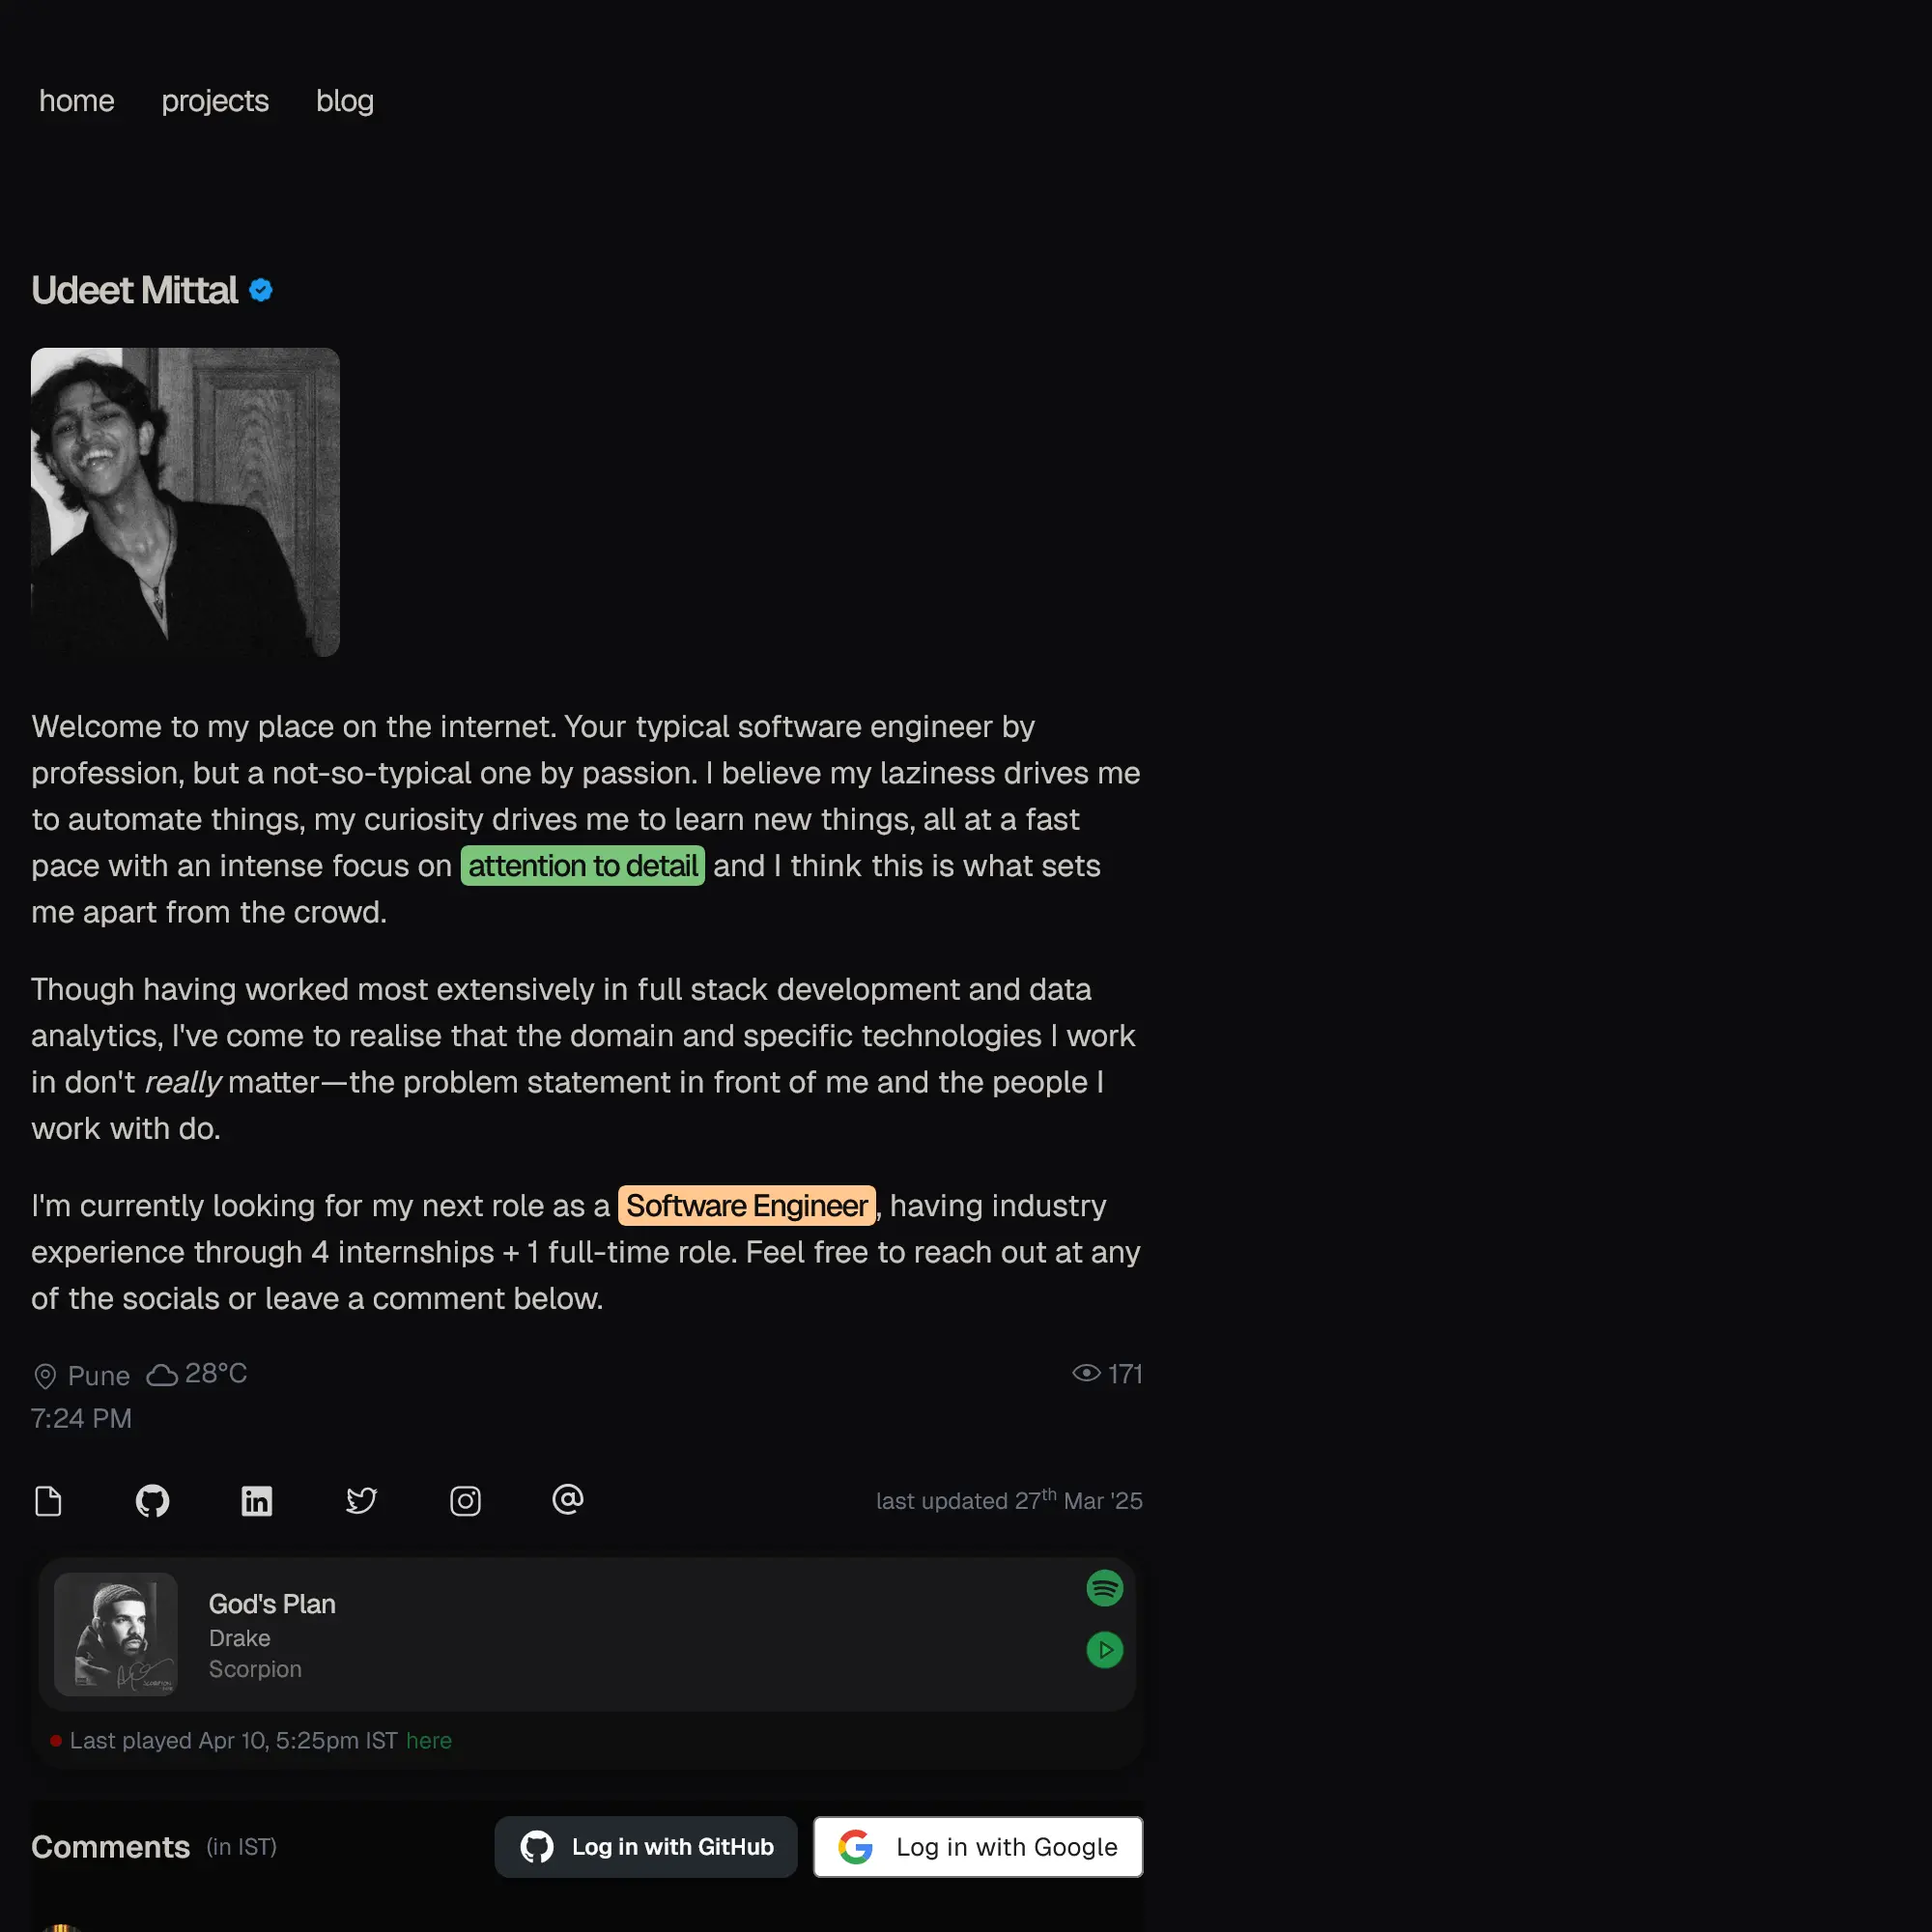 home projects blog
Udeet Mittal
Welcome to my place on the internet. Your typical software engineer by
profession, but a not-so-typical one by passion. I believe my laziness drives me
to automate things, my curiosity drives me to learn new things, all at a fast
pace with an intense focus on attention to detail and I think this is what sets
me apart from the crowd.
Though having worked most extensively in full stack development and data
analytics, I've come to realise that the domain and specific technologies I work
in don't really matter—the problem statement in front of me and the people I
work with do.
I'm currently looking for my next role as a Software Engineer, having industry
experience through 4 internships + 1 full-time role. Feel free to reach out at any
of the socials or leave a comment below.
Pune 28°C 171
7:24 PM
last updated 27th Mar '25
God's Plan
Drake
Scorpion
Last played Apr 10, 5:25pm IST here
Comments (in IST) Log in with GitHub Log in with Google